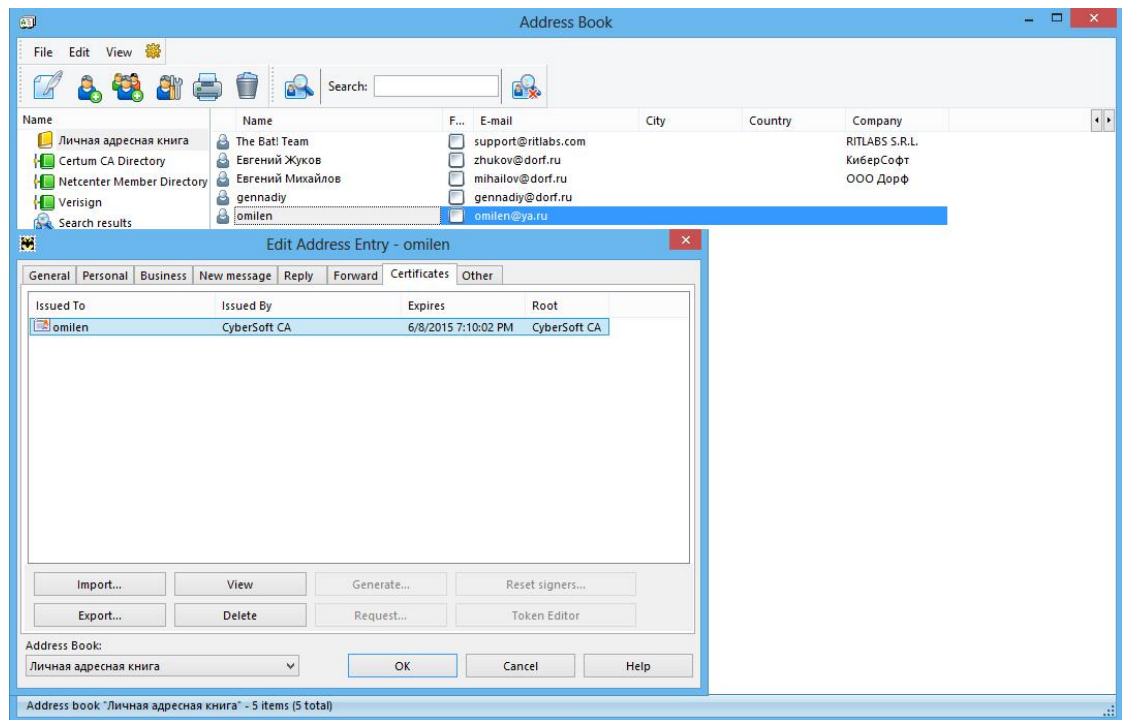 Address Book
File Edit View
Search:
Name Name F... E-mail City Country Company
Личная адресная книга The Bat! Team support@ritlabs.com RITLABS S.R.L.
Certum CA Directory Евгений Жуков zhukov@dorf.ru КиберСофт
Netcenter Member Directory Евгений Михайлов mihailov@dorf.ru ООО Дорф
Verisign gennadiy gennadiy@dorf.ru
Search results omilen omilen@ya.ru
Edit Address Entry - omilen
General Personal Business New message Reply Forward Certificates Other
Issued To Issued By Expires Root
omilen CyberSoft CA 6/8/2015 7:10:02 PM CyberSoft CA
Import... View Generate... Reset signers...
Export... Delete Request... Token Editor
Address Book:
Личная адресная книга OK Cancel Help
Address book "Личная адресная книга" - 5 items (5 total)